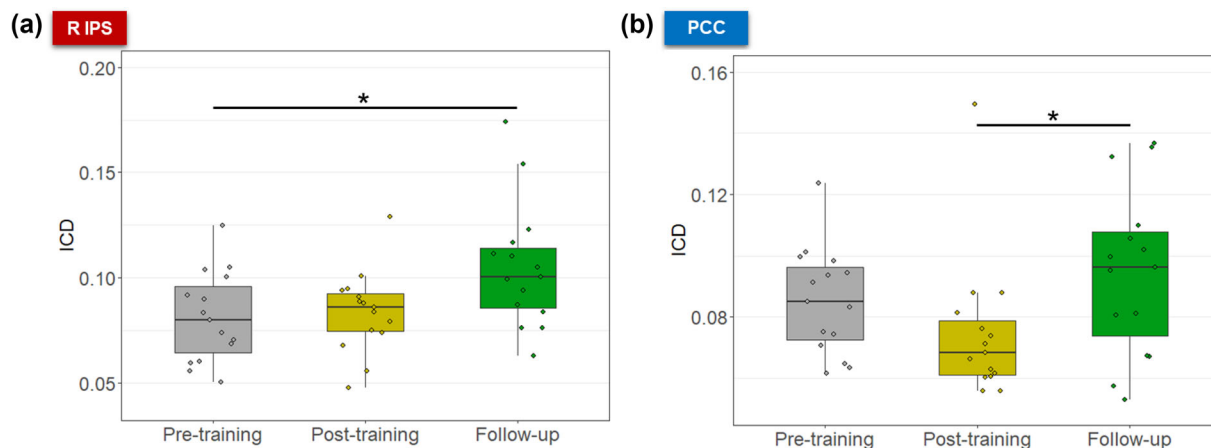 (a) R IPS
0.20
0.15
0.10
0.05
ICD
*
Pre-training Post-training Follow-up
(b) PCC
0.16
0.12
0.08
ICD
*
Pre-training Post-training Follow-up